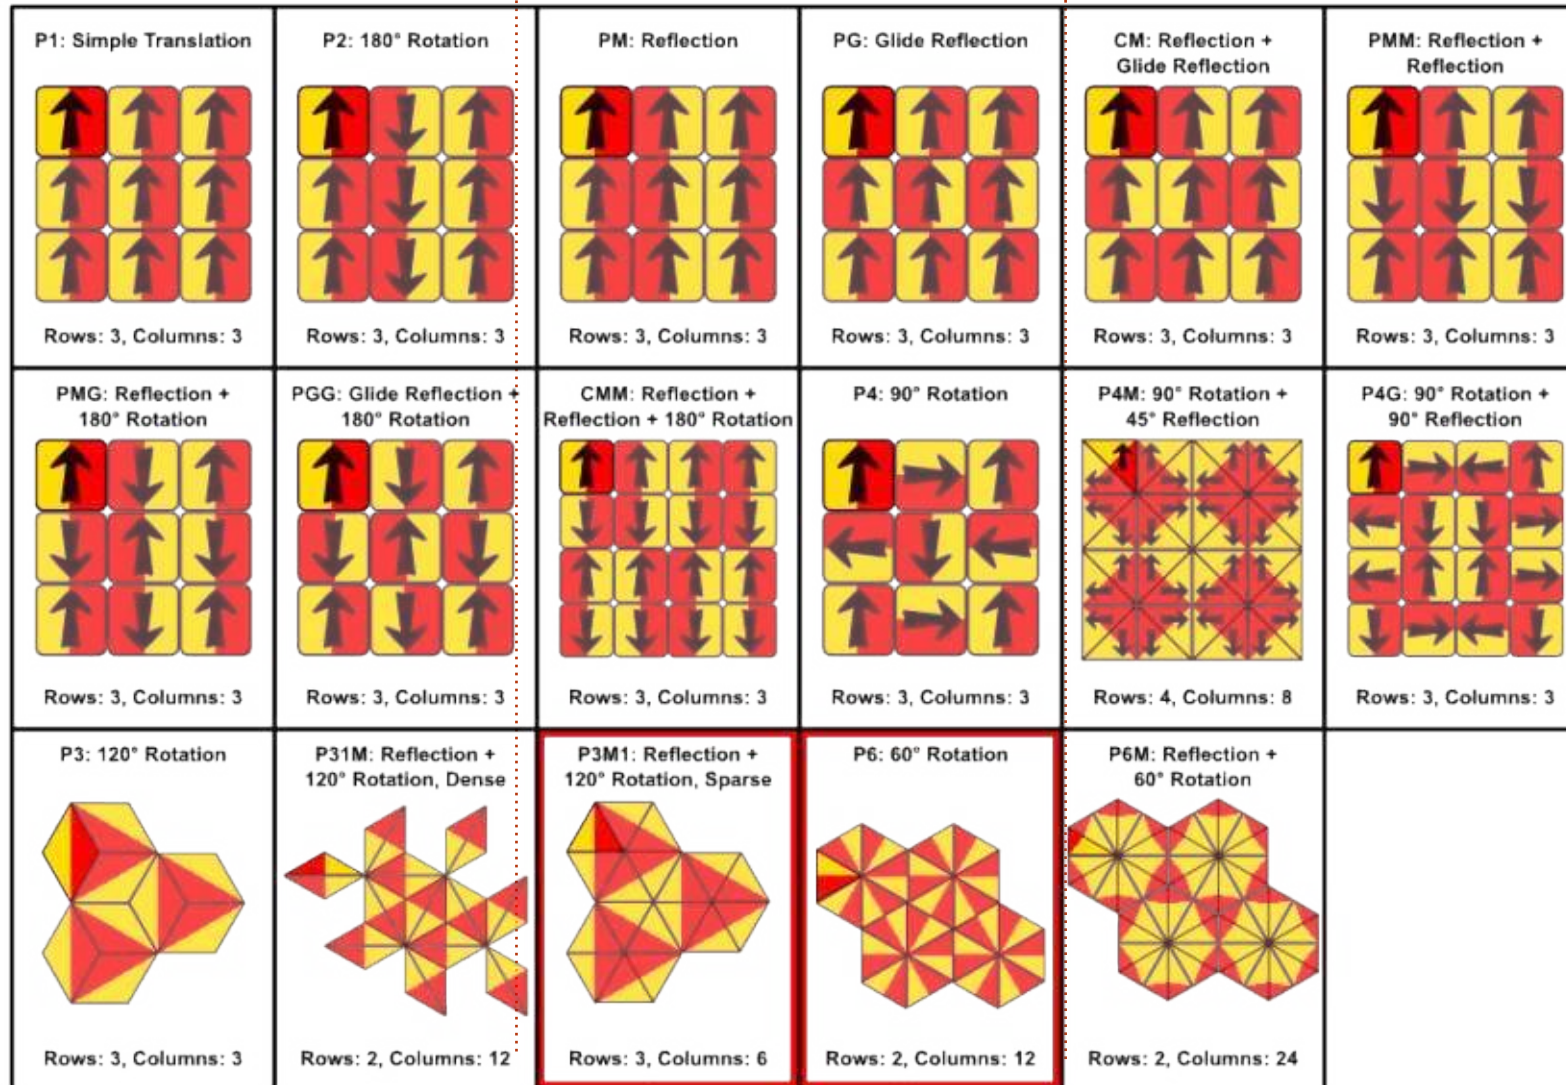 P1: Simple Translation
Rows: 3, Columns: 3
P2: 180° Rotation
Rows: 3, Columns: 3
PM: Reflection
Rows: 3, Columns: 3
PG: Glide Reflection
Rows: 3, Columns: 3
CM: Reflection +
Glide Reflection
Rows: 3, Columns: 3
PMM: Reflection +
Reflection
Rows: 3, Columns: 3
PMG: Reflection +
180° Rotation
Rows: 3, Columns: 3
PGG: Glide Reflection +
180° Rotation
Rows: 3, Columns: 3
CMM: Reflection +
Reflection + 180° Rotation
Rows: 3, Columns: 3
P4: 90° Rotation
Rows: 3, Columns: 3
P4M: 90° Rotation +
45° Reflection
Rows: 4, Columns: 8
P4G: 90° Rotation +
90° Reflection
Rows: 3, Columns: 3
P3: 120° Rotation
Rows: 3, Columns: 3
P31M: Reflection +
120° Rotation, Dense
Rows: 2, Columns: 12
P3M1: Reflection +
120° Rotation, Sparse
Rows: 3, Columns: 6
P6: 60° Rotation
Rows: 2, Columns: 12
P6M: Reflection +
60° Rotation
Rows: 2, Columns: 24